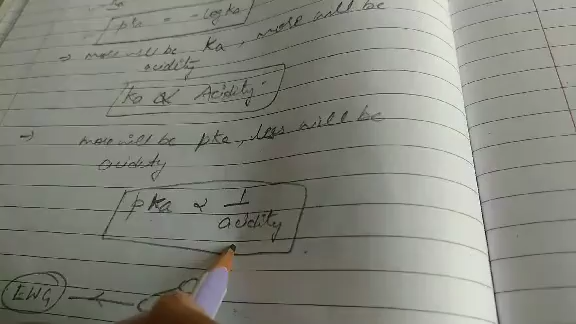 pka = -log Ka
⇒ more will be Ka, more will be
acidity
Ka ∝ Acidity.
→ more will be pka, less will be
acidity
pKa ∝ 1/acidity
EWG